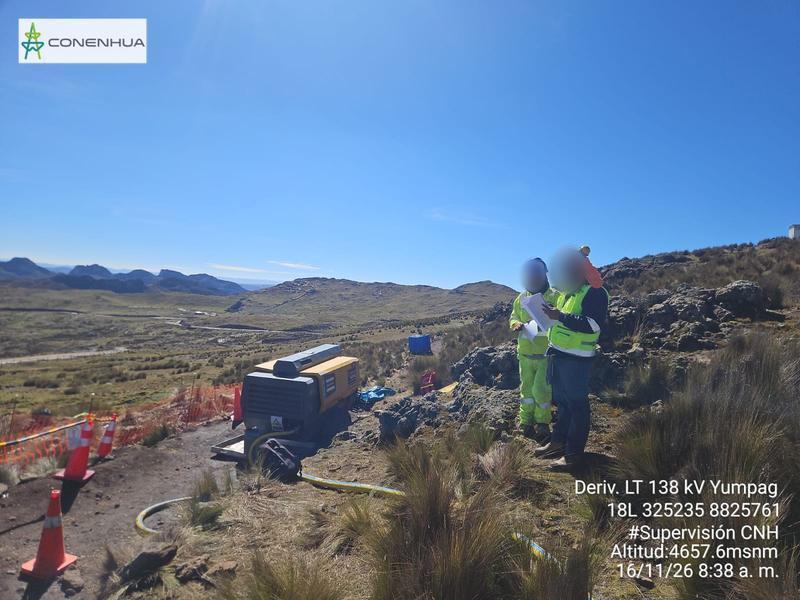 CONENHUA
Deriv. LT 138 kV Yumpag
18L 325235 8825761
#Supervisión CNH
Altitud:4657.6msnm
16/11/26 8:38 a. m.